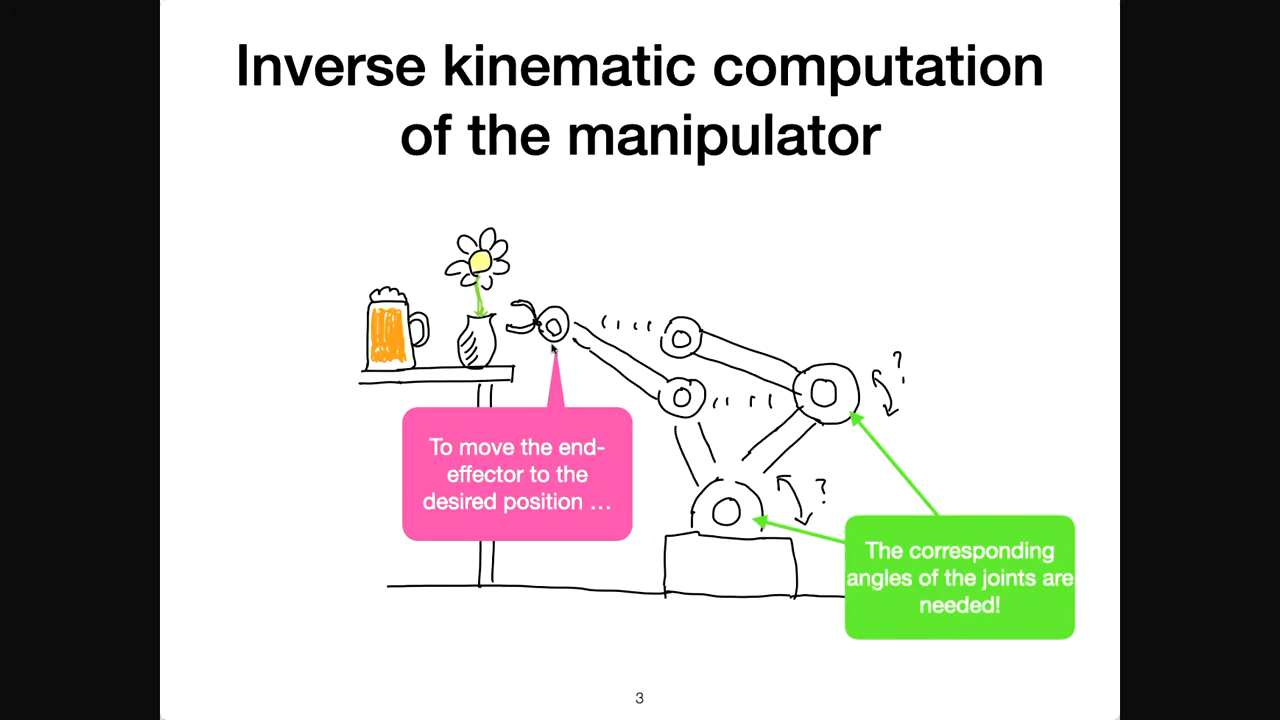 Inverse kinematic computation
of the manipulator
?
To move the end-
effector to the
desired position …
?
The corresponding
angles of the joints are
needed!
3